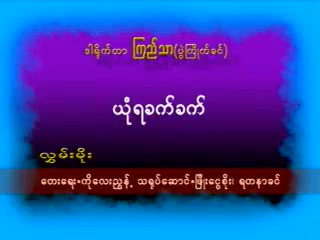 ဒါရိုက်တာ ကြည်သာ(ပွဲကြိုက်ခင်)
ယုံရခက်ခက်
လွှမ်းမိုး
တေးရေး-ကိုလေးညွန့် သရုပ်ဆောင်-ဖြိုးငွေစိုး၊ ရတနာခင်